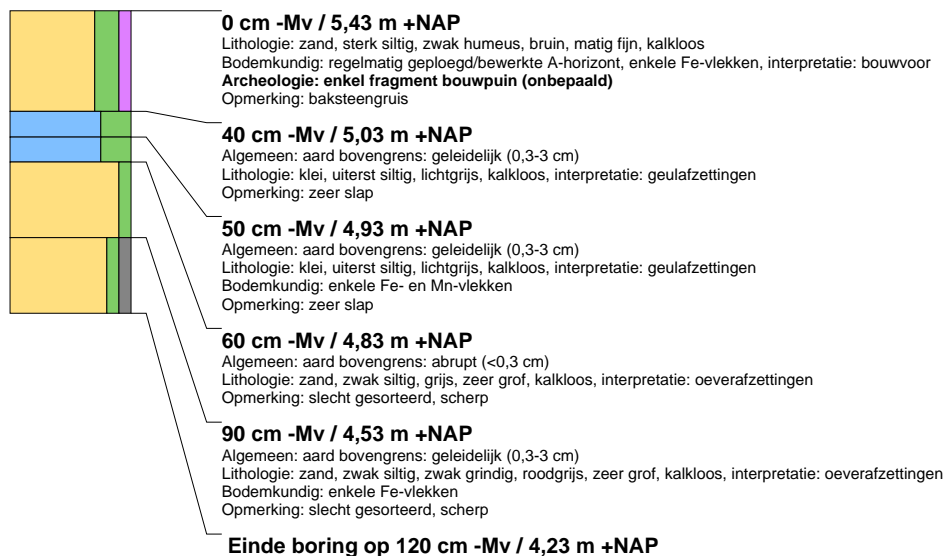 0 cm -Mv / 5,43 m +NAP
Lithologie: zand, sterk siltig, zwak humeus, bruin, matig fijn, kalkloos
Bodemkundig: regelmatig geploegd/bewerkte A-horizont, enkele Fe-vlekken, interpretatie: bouwvoor
Archeologie: enkel fragment bouwpuin (onbepaald)
Opmerking: baksteengruis
40 cm -Mv / 5,03 m +NAP
Algemeen: aard bovengrens: geleidelijk (0,3-3 cm)
Lithologie: klei, uiterst siltig, lichtgrijs, kalkloos, interpretatie: geulafzettingen
Opmerking: zeer slap
50 cm -Mv / 4,93 m +NAP
Algemeen: aard bovengrens: geleidelijk (0,3-3 cm)
Lithologie: klei, uiterst siltig, lichtgrijs, kalkloos, interpretatie: geulafzettingen
Bodemkundig: enkele Fe- en Mn-vlekken
Opmerking: zeer slap
60 cm -Mv / 4,83 m +NAP
Algemeen: aard bovengrens: abrupt (<0,3 cm)
Lithologie: zand, zwak siltig, grijs, zeer grof, kalkloos, interpretatie: oeverafzettingen
Opmerking: slecht gesorteerd, scherp
90 cm -Mv / 4,53 m +NAP
Algemeen: aard bovengrens: geleidelijk (0,3-3 cm)
Lithologie: zand, zwak siltig, zwak grindig, roodgrijs, zeer grof, kalkloos, interpretatie: oeverafzettingen
Bodemkundig: enkele Fe-vlekken
Opmerking: slecht gesorteerd, scherp
Einde boring op 120 cm -Mv / 4,23 m +NAP